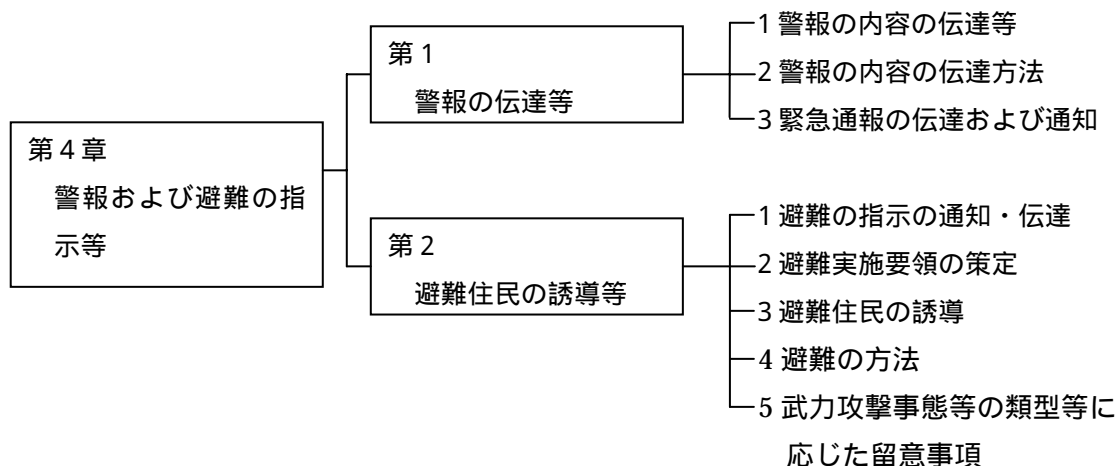 第4章
警報および避難の指
示等
第1
警報の伝達等
1 警報の内容の伝達等
2 警報の内容の伝達方法
3 緊急通報の伝達および通知
第2
避難住民の誘導等
1 避難の指示の通知・伝達
2 避難実施要領の策定
3 避難住民の誘導
4 避難の方法
5 武力攻撃事態等の類型等に
応じた留意事項